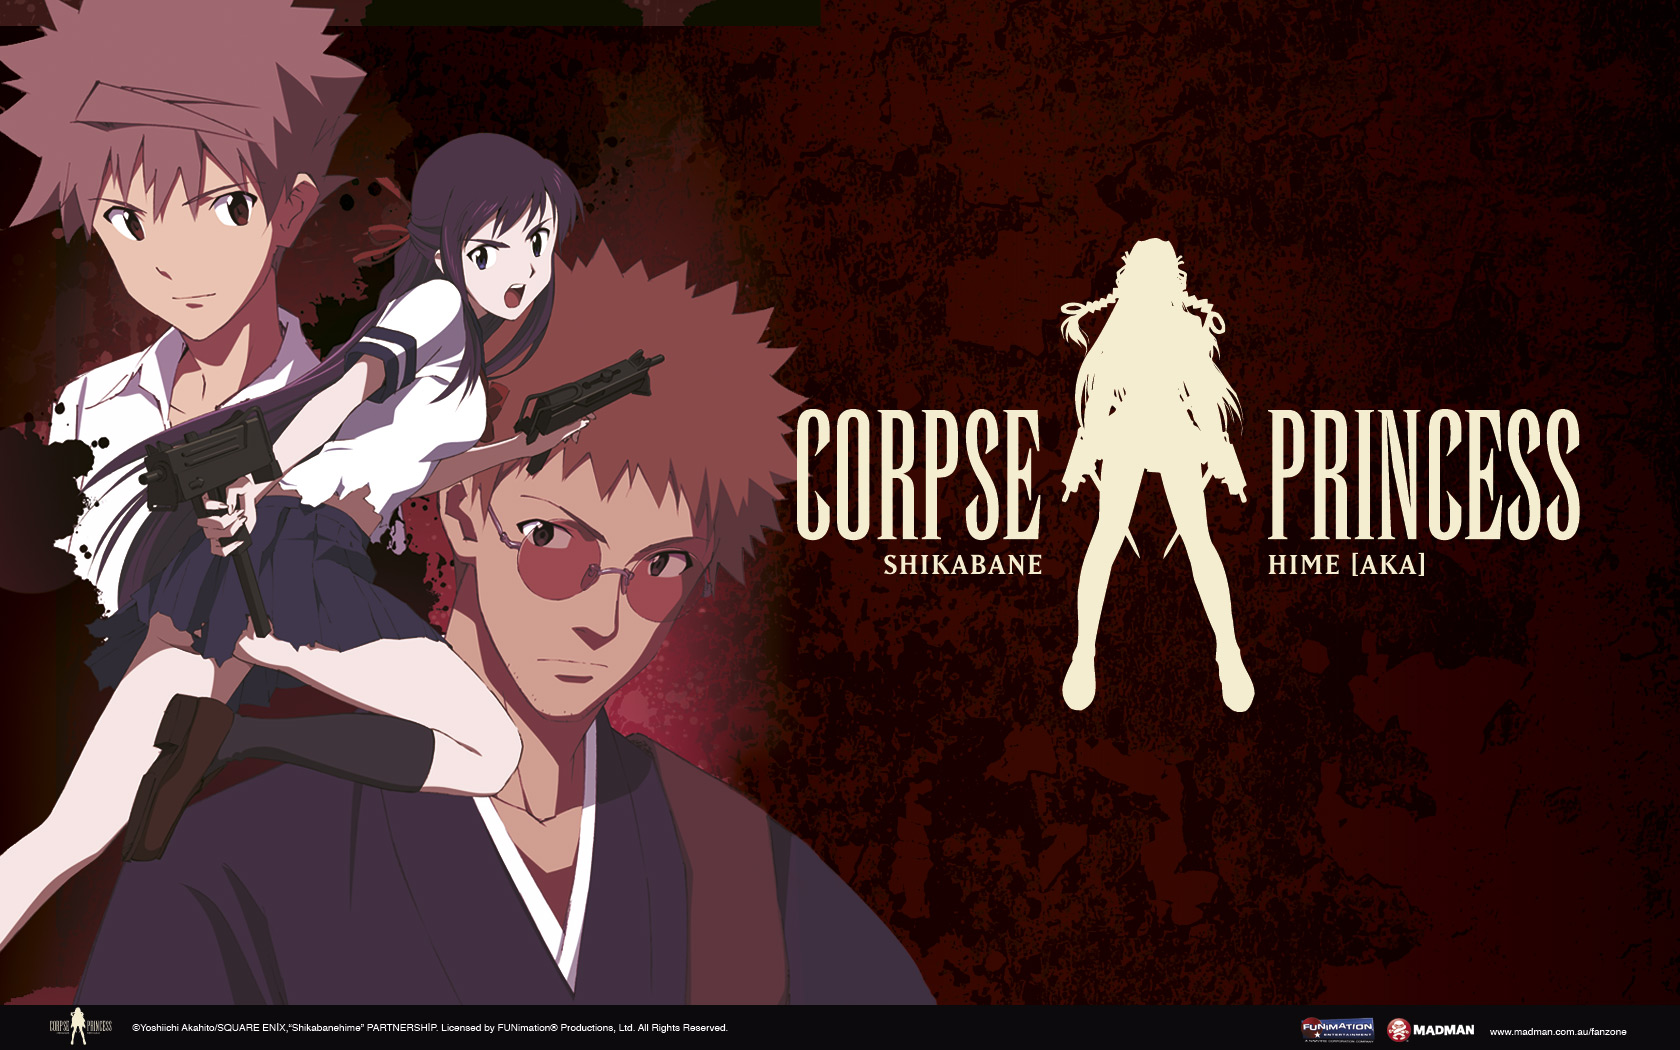 CORPSE PRINCESS
SHIKABANE HIME [AKA]
CORPSE PRINCESS
©Yoshiichi Akahito/SQUARE ENIX,“Shikabanehime” PARTNERSHIP. Licensed by FUNimation® Productions, Ltd. All Rights Reserved.
FUNIMATION
ENTERTAINMENT
MADMAN
www.madman.com.au/fanzone